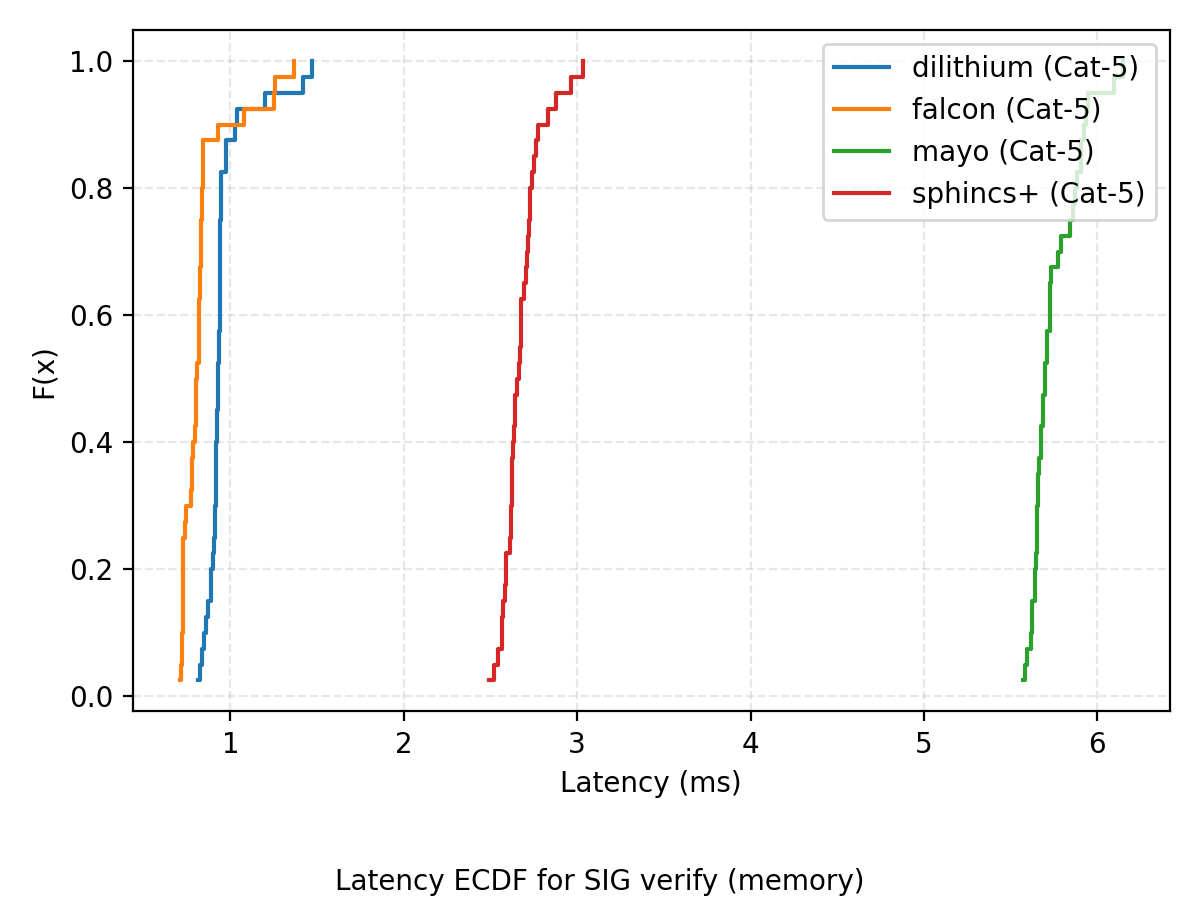 1.0
0.8
0.6
0.4
0.2
0.0
F(x)
dilithium (Cat-5)
falcon (Cat-5)
mayo (Cat-5)
sphincs+ (Cat-5)
1 2 3 4 5 6
Latency (ms)
Latency ECDF for SIG verify (memory)